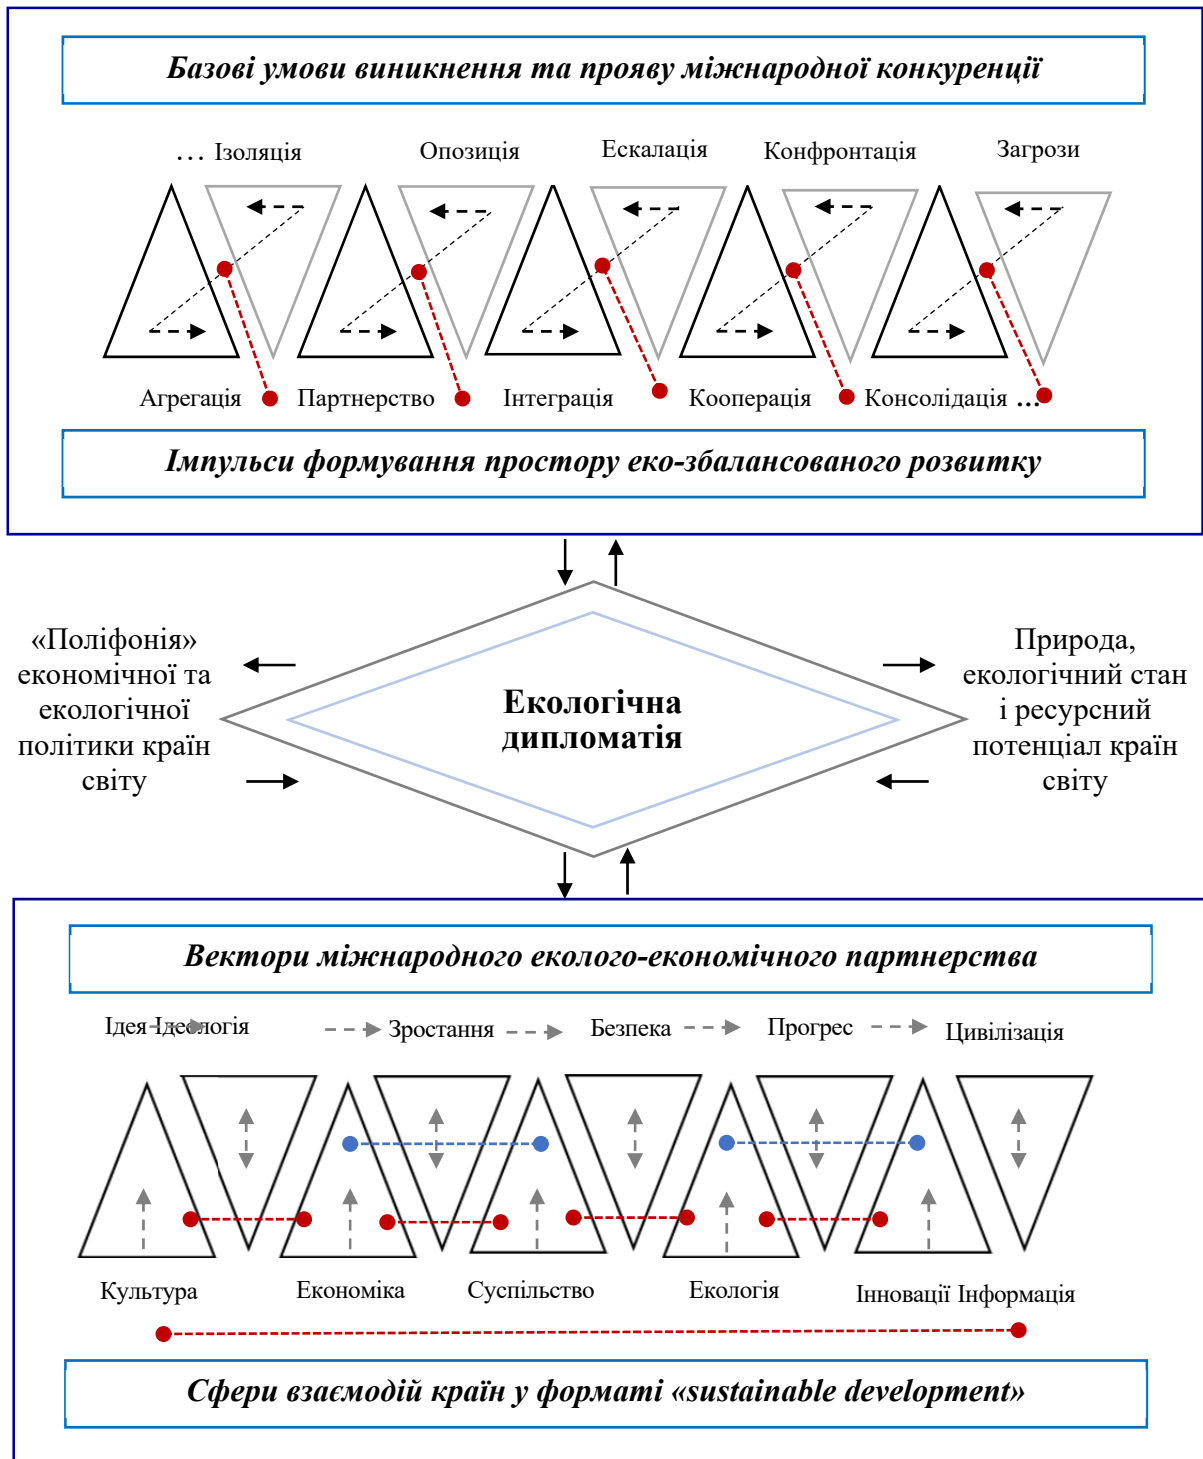 Базові умови виникнення та прояву міжнародної конкуренції
… Ізоляція Опозиція Ескалація Конфронтація Загрози
Агрегація Партнерство Інтеграція Кооперація Консолідація …
Імпульси формування простору еко-збалансованого розвитку
«Поліфонія»
економічної та
екологічної
політики країн
світу
Екологічна
дипломатія
Природа,
екологічний стан
і ресурсний
потенціал країн
світу
Вектори міжнародного еколого-економічного партнерства
Ідея Ідеологія Зростання Безпека Прогрес Цивілізація
Культура Економіка Суспільство Екологія Інновації Інформація
Сфери взаємодій країн у форматі «sustainable development»